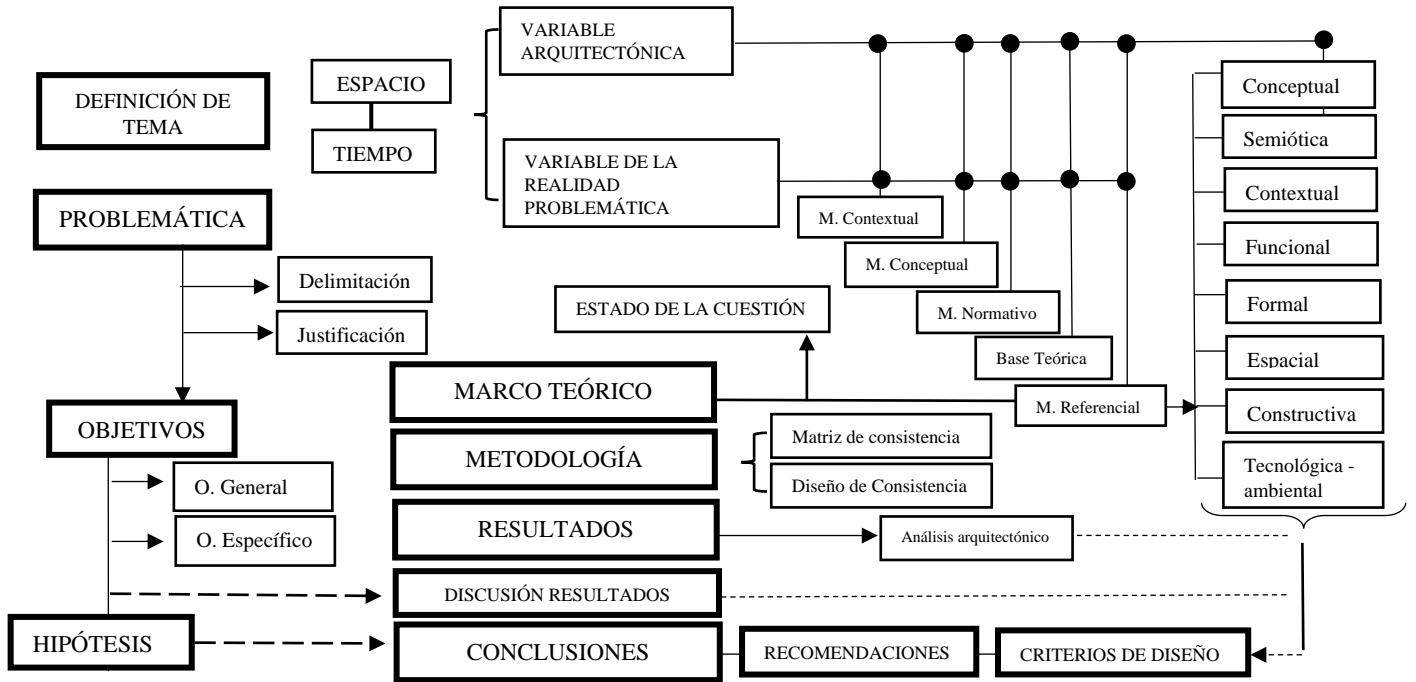 VARIABLE
ARQUITECTÓNICA
DEFINICIÓN DE
TEMA
ESPACIO
TIEMPO
VARIABLE DE LA
REALIDAD
PROBLEMÁTICA
PROBLEMÁTICA
Delimitación
Justificación
OBJETIVOS
O. General
O. Específico
HIPÓTESIS
M. Contextual
M. Conceptual
M. Normativo
Base Teórica
M. Referencial
ESTADO DE LA CUESTIÓN
MARCO TEÓRICO
METODOLOGÍA
Matriz de consistencia
Diseño de Consistencia
RESULTADOS
Análisis arquitectónico
DISCUSIÓN RESULTADOS
CONCLUSIONES
RECOMENDACIONES
CRITERIOS DE DISEÑO
Conceptual
Semiótica
Contextual
Funcional
Formal
Espacial
Constructiva
Tecnológica -
ambiental